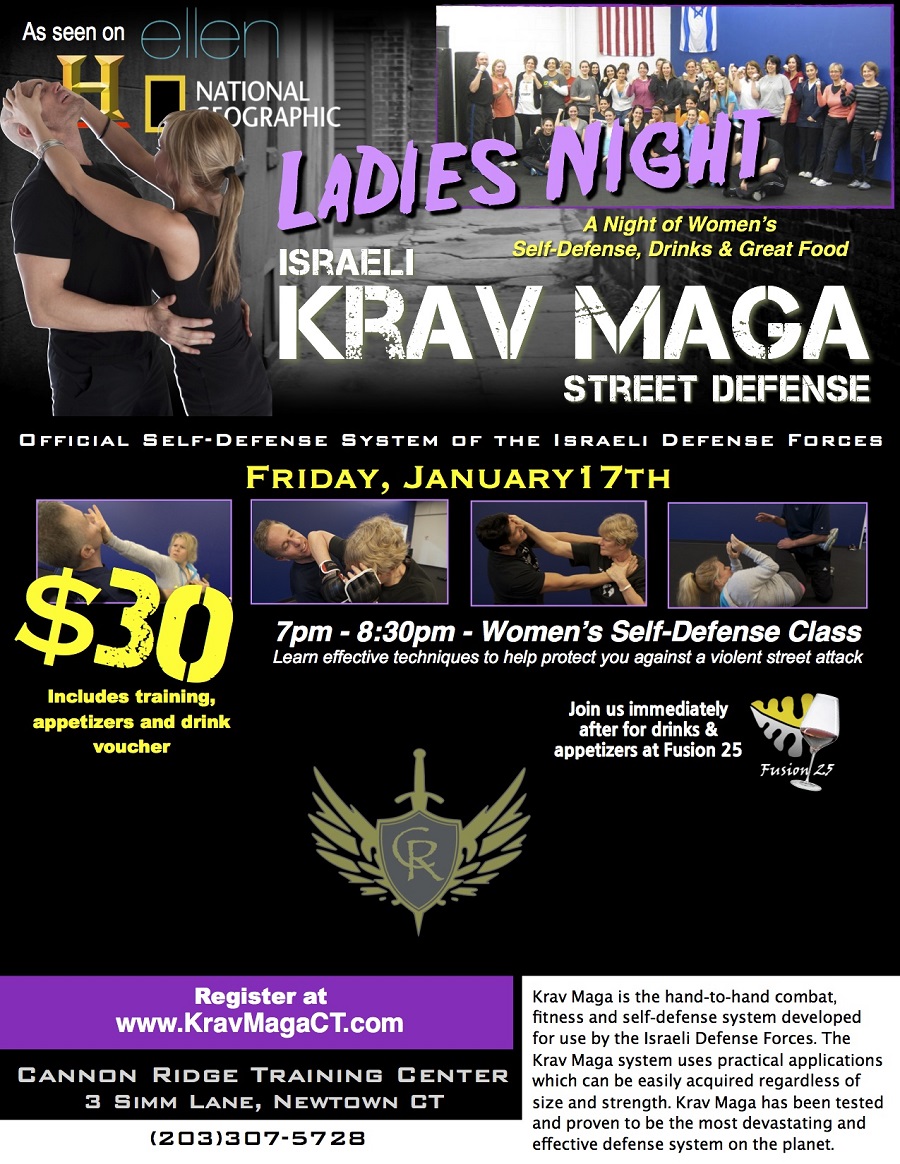 As seen on
ellen
H
NATIONAL
GEOGRAPHIC
LADIES NIGHT
A Night of Women's
Self-Defense, Drinks & Great Food
ISRAELI
KRAV MAGA
STREET DEFENSE
OFFICIAL SELF-DEFENSE SYSTEM OF THE ISRAELI DEFENSE FORCES
FRIDAY, JANUARY17TH
$30
Includes training,
appetizers and drink
voucher
7pm - 8:30pm - Women's Self-Defense Class
Learn effective techniques to help protect you against a violent street attack
Join us immediately
after for drinks &
appetizers at Fusion 25
Fusion 25
CR
Register at
www.KravMagaCT.com
CANNON RIDGE TRAINING CENTER
3 SIMM LANE, NEWTOWN CT
(203)307-5728
Krav Maga is the hand-to-hand combat,
fitness and self-defense system developed
for use by the Israeli Defense Forces. The
Krav Maga system uses practical applications
which can be easily acquired regardless of
size and strength. Krav Maga has been tested
and proven to be the most devastating and
effective defense system on the planet.